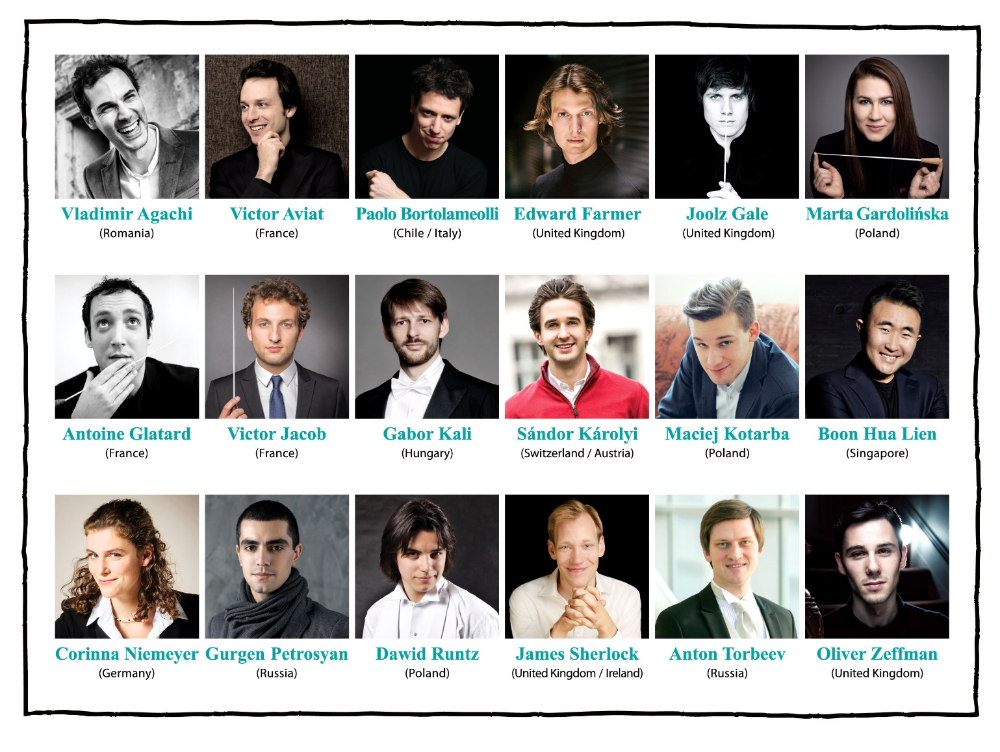 Vladimir Agachi
(Romania)
Victor Aviat
(France)
Paolo Bortolameolli
(Chile / Italy)
Edward Farmer
(United Kingdom)
Joolz Gale
(United Kingdom)
Marta Gardolińska
(Poland)
Antoine Glatard
(France)
Victor Jacob
(France)
Gabor Kali
(Hungary)
Sándor Károlyi
(Switzerland / Austria)
Maciej Kotarba
(Poland)
Boon Hua Lien
(Singapore)
Corinna Niemeyer
(Germany)
Gurgen Petrosyan
(Russia)
Dawid Runtz
(Poland)
James Sherlock
(United Kingdom / Ireland)
Anton Torbeev
(Russia)
Oliver Zeffman
(United Kingdom)